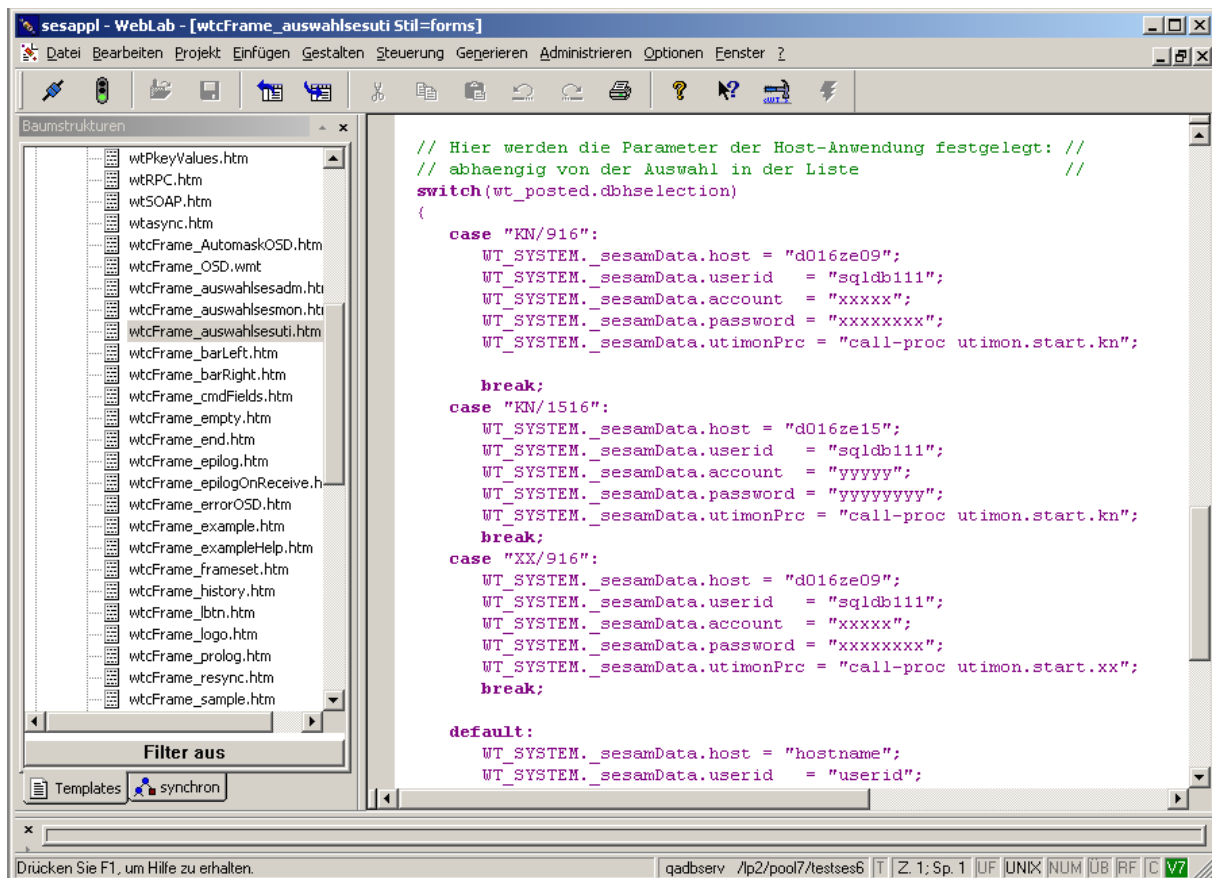 sesappl - WebLab - [wtcFrame_auswahlsesuti Stil=forms]
Datei Bearbeiten Projekt Einfügen Gestalten Steuerung Generieren Administrieren Optionen Fenster ?
Baumstrukturen
wtPkeyValues.htm
wtRPC.htm
wtSOAP.htm
wtasync.htm
wtcFrame_AutomaskOSD.htm
wtcFrame_OSD.wmt
wtcFrame_auswahlsesadm.htm
wtcFrame_auswahlsesmon.htm
wtcFrame_auswahlsesuti.htm
wtcFrame_barLeft.htm
wtcFrame_barRight.htm
wtcFrame_cmdFields.htm
wtcFrame_empty.htm
wtcFrame_end.htm
wtcFrame_epilog.htm
wtcFrame_epilogOnReceive.h
wtcFrame_errorOSD.htm
wtcFrame_example.htm
wtcFrame_exampleHelp.htm
wtcFrame_frameset.htm
wtcFrame_history.htm
wtcFrame_lbtn.htm
wtcFrame_logo.htm
wtcFrame_prolog.htm
wtcFrame_resync.htm
wtcFrame_sample.htm
Filter aus
Templates synchron
// Hier werden die Parameter der Host-Anwendung festgelegt: //
// abhaengig von der Auswahl in der Liste //
switch(wt_posted.dbhselection)
{
case "KN/916":
WT_SYSTEM._sesamData.host = "d016ze09";
WT_SYSTEM._sesamData.userid = "sqldb111";
WT_SYSTEM._sesamData.account = "xxxxx";
WT_SYSTEM._sesamData.password = "xxxxxxxx";
WT_SYSTEM._sesamData.utimonPrc = "call-proc utimon.start.kn";
break;
case "KN/1516":
WT_SYSTEM._sesamData.host = "d016ze15";
WT_SYSTEM._sesamData.userid = "sqldb111";
WT_SYSTEM._sesamData.account = "yyyyy";
WT_SYSTEM._sesamData.password = "yyyyyyyy";
WT_SYSTEM._sesamData.utimonPrc = "call-proc utimon.start.kn";
break;
case "XX/916":
WT_SYSTEM._sesamData.host = "d016ze09";
WT_SYSTEM._sesamData.userid = "sqldb111";
WT_SYSTEM._sesamData.account = "xxxxx";
WT_SYSTEM._sesamData.password = "xxxxxxxx";
WT_SYSTEM._sesamData.utimonPrc = "call-proc utimon.start.xx";
break;
default:
WT_SYSTEM._sesamData.host = "hostname";
WT_SYSTEM._sesamData.userid = "userid";
Drücken Sie F1, um Hilfe zu erhalten.
qadbserv /lp2/pool7/testses6 T Z. 1; Sp. 1 UF UNIX NUM ÜB RF C V7